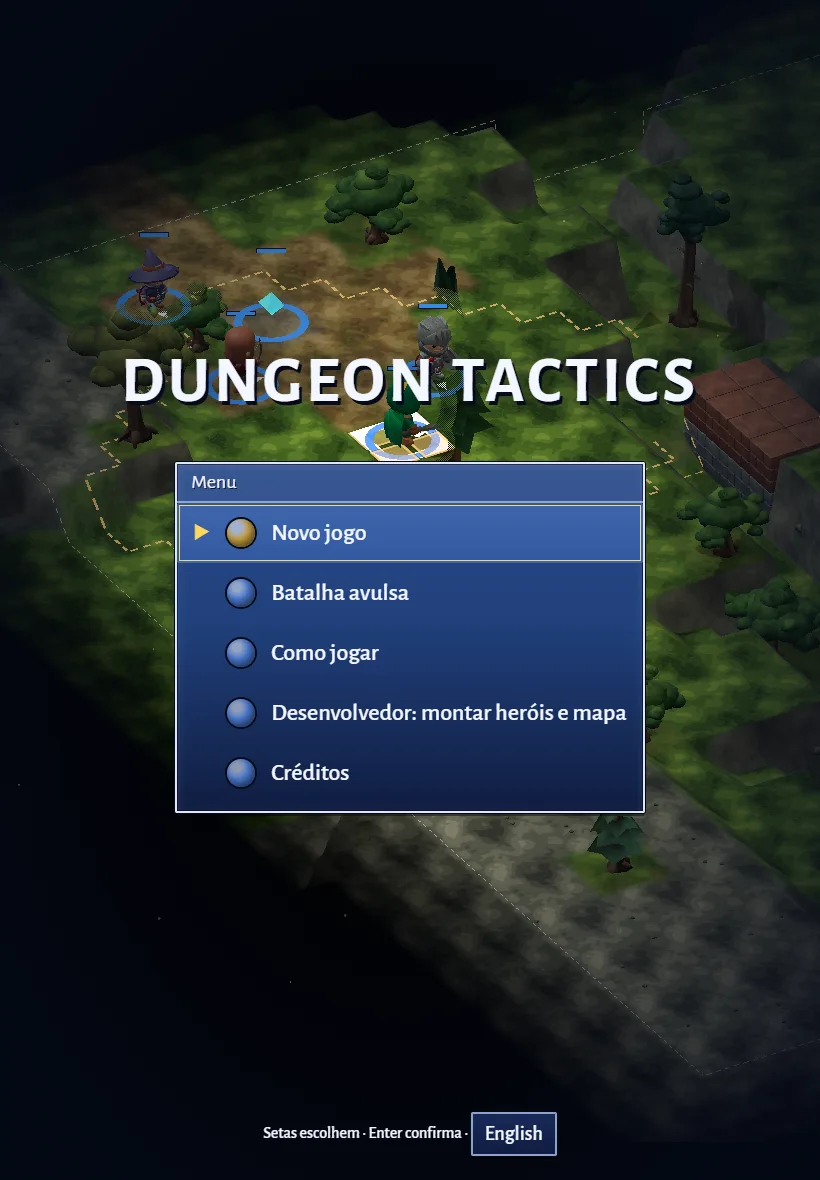 DUNGEON TACTICS
Menu
Novo jogo
Batalha avulsa
Como jogar
Desenvolvedor: montar heróis e mapa
Créditos
Setas escolhem · Enter confirma · English